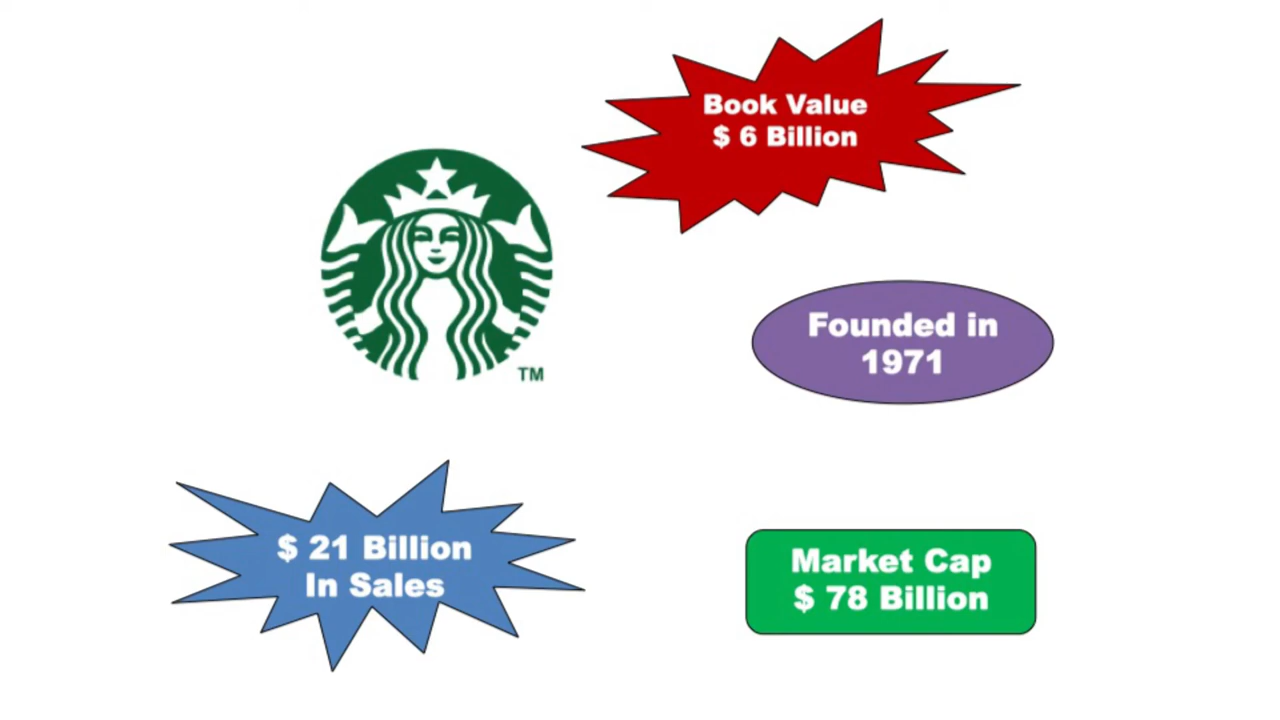 Book Value
$ 6 Billion
TM
Founded in
1971
$ 21 Billion
In Sales
Market Cap
$ 78 Billion